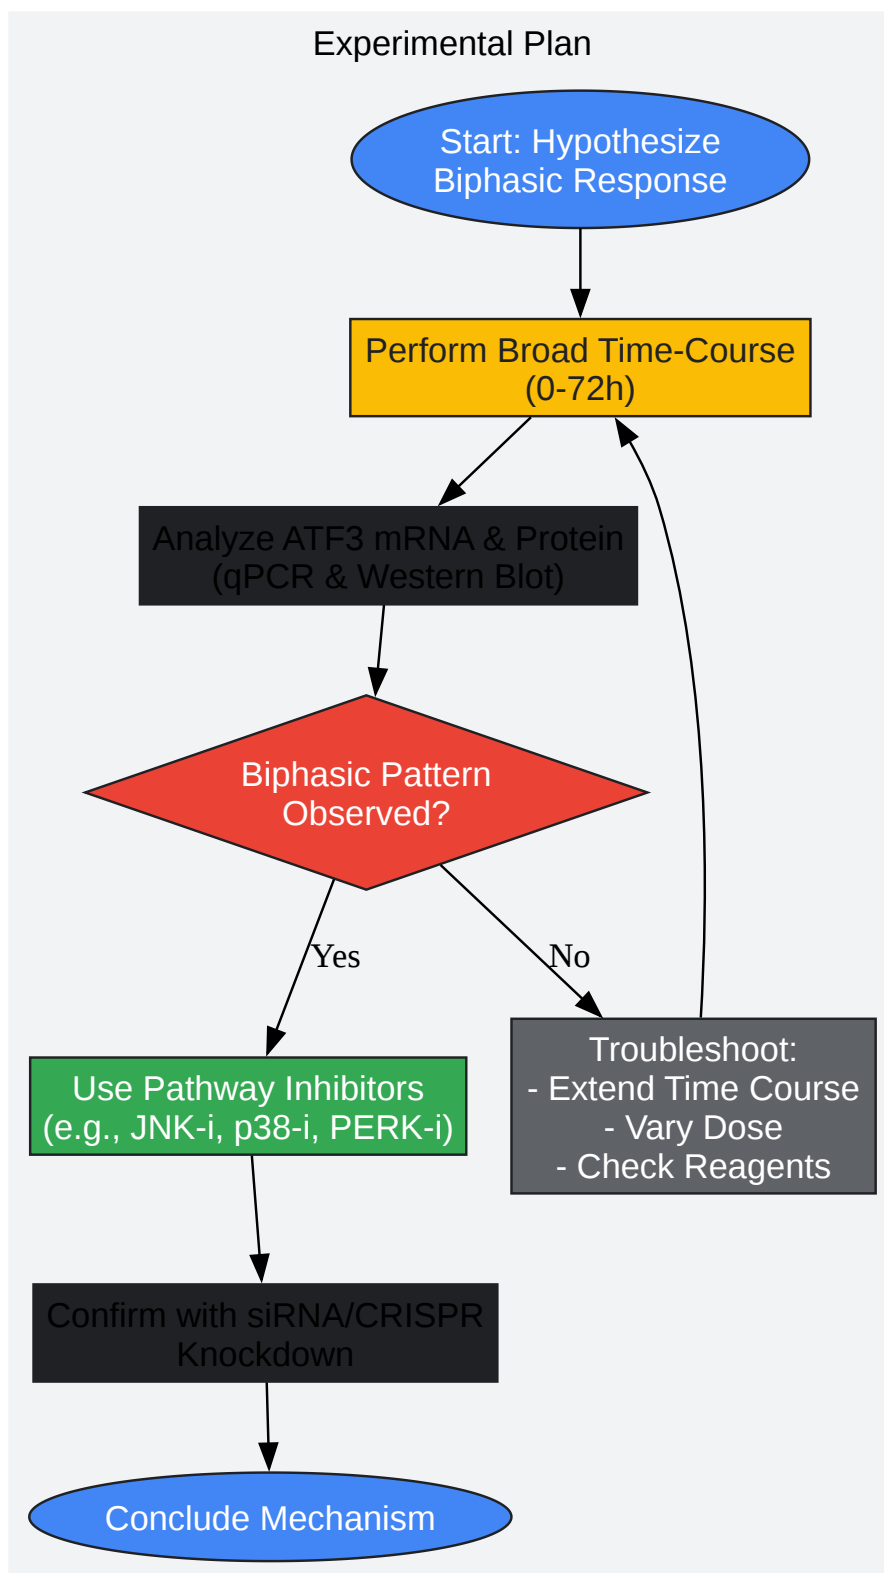 Experimental Plan
Start: Hypothesize
Biphasic Response
Perform Broad Time-Course
(0-72h)
Analyze ATF3 mRNA & Protein
(qPCR & Western Blot)
Biphasic Pattern
Observed?
Yes
No
Use Pathway Inhibitors
(e.g., JNK-i, p38-i, PERK-i)
Troubleshoot:
- Extend Time Course
- Vary Dose
- Check Reagents
Confirm with siRNA/CRISPR
Knockdown
Conclude Mechanism